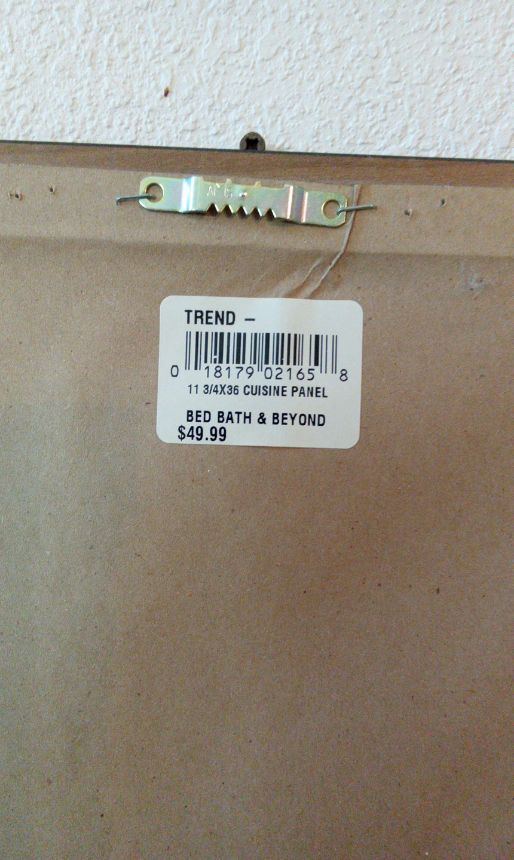 TREND –
0 18179 02165 8
11 3/4X36 CUISINE PANEL
BED BATH & BEYOND
$49.99